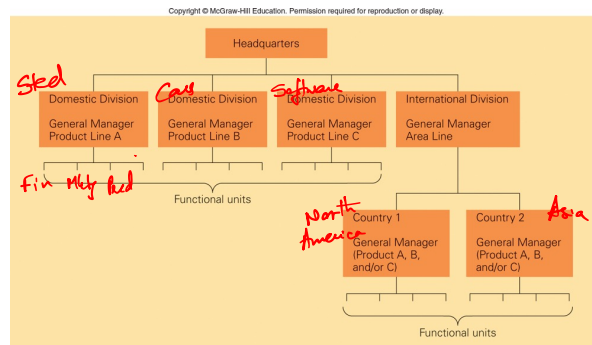 Copyright © McGraw-Hill Education. Permission required for reproduction or display.
Headquarters
Steel
Domestic Division
General Manager
Product Line A
Cars
Domestic Division
General Manager
Product Line B
Software
Domestic Division
General Manager
Product Line C
International Division
General Manager
Area Line
Fin Mktg Prod
Functional units
North
America
Country 1
General Manager
(Product A, B,
and/or C)
Asia
Country 2
General Manager
(Product A, B,
and/or C)
Functional units